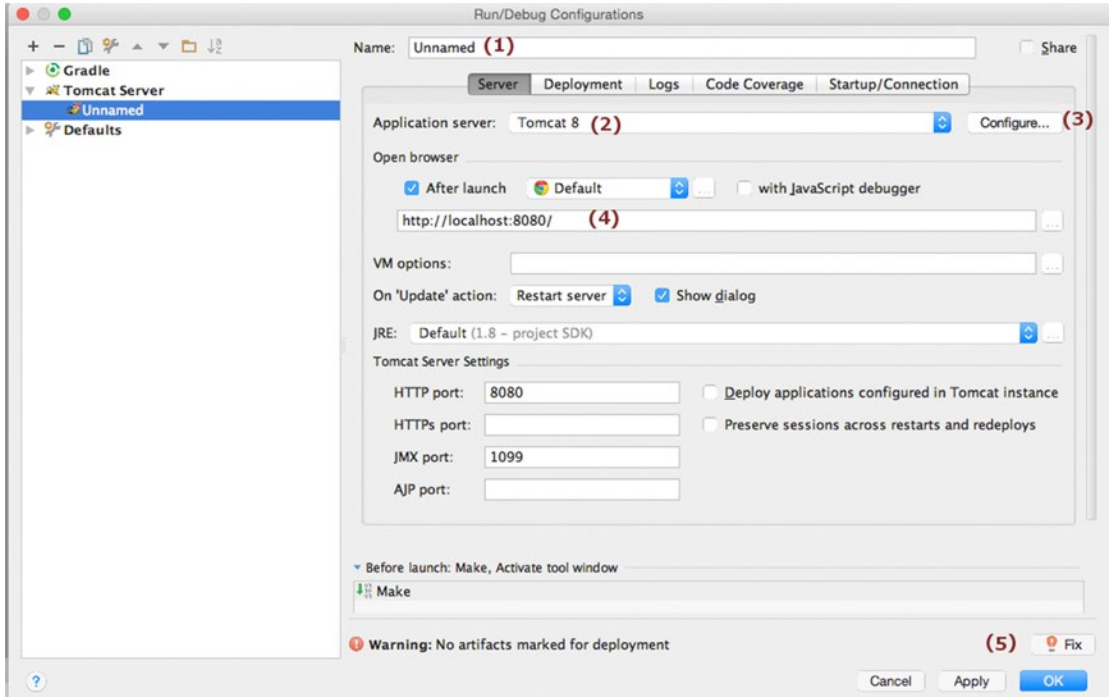 Run/Debug Configurations
Name: Unnamed (1) Share
Gradle
Tomcat Server
Unnamed
Defaults
Server Deployment Logs Code Coverage Startup/Connection
Application server: Tomcat 8 (2) Configure... (3)
Open browser
After launch Default ... with JavaScript debugger
http://localhost:8080/ (4) ...
VM options: ...
On 'Update' action: Restart server Show dialog
JRE: Default (1.8 – project SDK) ...
Tomcat Server Settings
HTTP port: 8080 Deploy applications configured in Tomcat instance
HTTPs port: Preserve sessions across restarts and redeploys
JMX port: 1099
AJP port:
Before launch: Make, Activate tool window
Make
Warning: No artifacts marked for deployment (5) Fix
? Cancel Apply OK